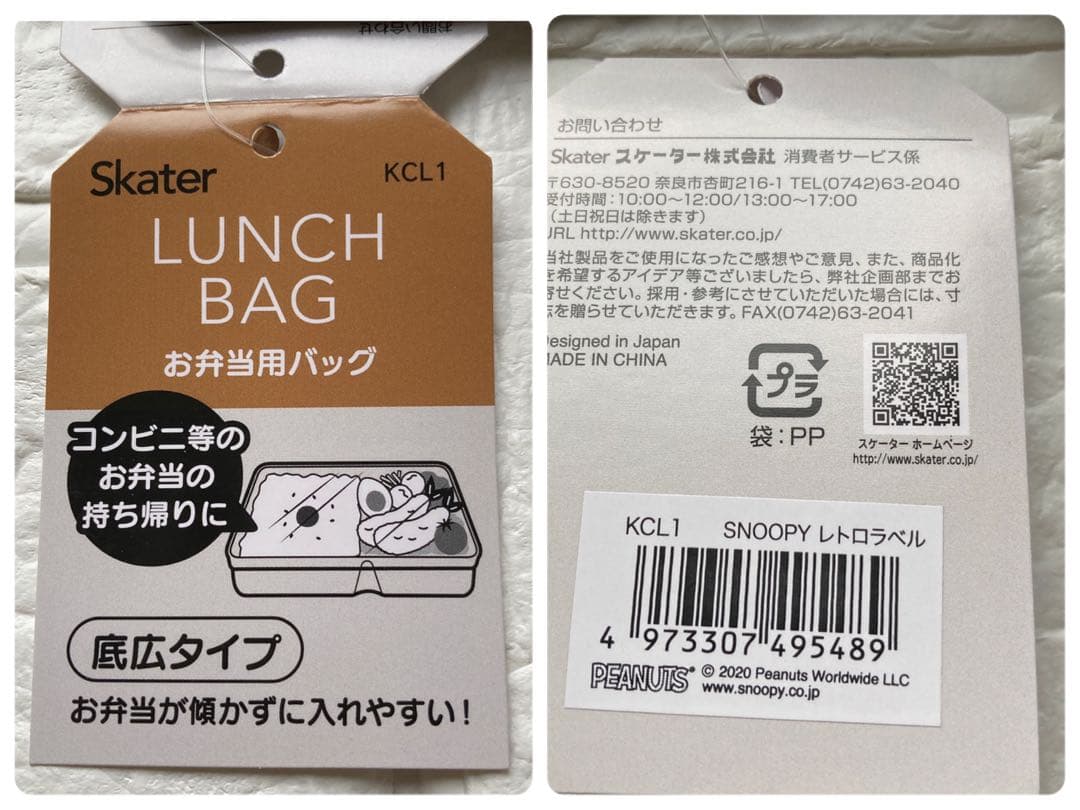 お問い合わせ
Skater
KCL1
LUNCH
BAG
お弁当用バッグ
コンビニ等の
お弁当の
持ち帰りに
底広タイプ
お弁当が傾かずに入れやすい!
お問い合わせ
Skater スケーター株式会社 消費者サービス係
〒630-8520 奈良市杏町216-1 TEL(0742)63-2040
受付時間:10:00~12:00/13:00~17:00
(土日祝日は除きます)
URL http://www.skater.co.jp/
当社製品をご使用になったご感想やご意見、また、商品化
を希望するアイデア等ございましたら、弊社企画部までお
寄せください。採用・参考にさせていただいた場合には、寸
志を贈らせていただきます。FAX(0742)63-2041
Designed in Japan
MADE IN CHINA
プラ
袋:PP
スケーター ホームページ
http://www.skater.co.jp/
KCL1 SNOOPY レトロラベル
4 973307 495489
PEANUTS © 2020 Peanuts Worldwide LLC
www.snoopy.co.jp